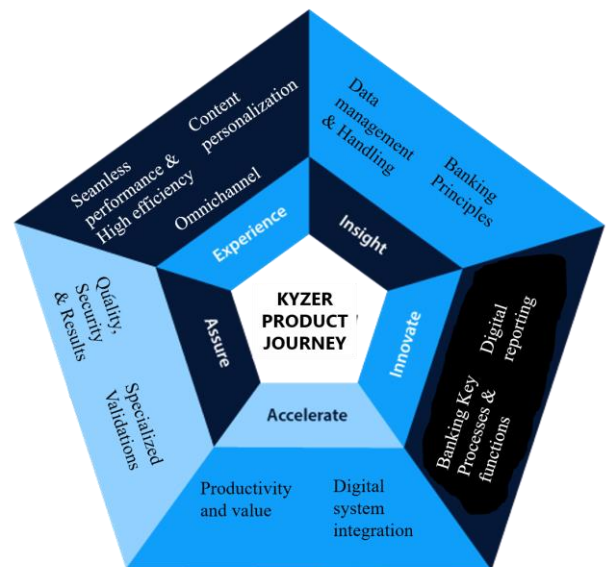 KYZER
PRODUCT
JOURNEY
Experience
Seamless
performance &
High efficiency
Content
personalization
Omnichannel
Insight
Data
management
& Handling
Banking
Principles
Innovate
Digital
reporting
Banking Key
Processes &
functions
Accelerate
Productivity
and value
Digital
system
integration
Assure
Quality,
Security
& Results
Specialized
Validations